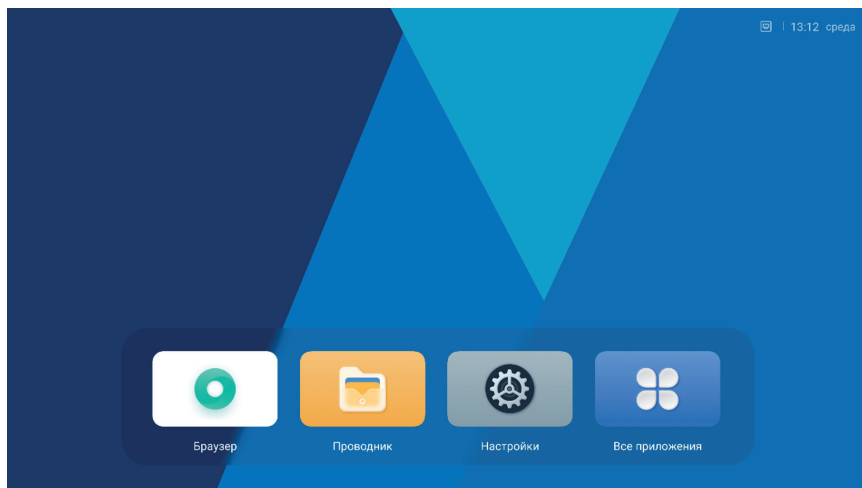 13:12 среда
Браузер
Проводник
Настройки
Все приложения